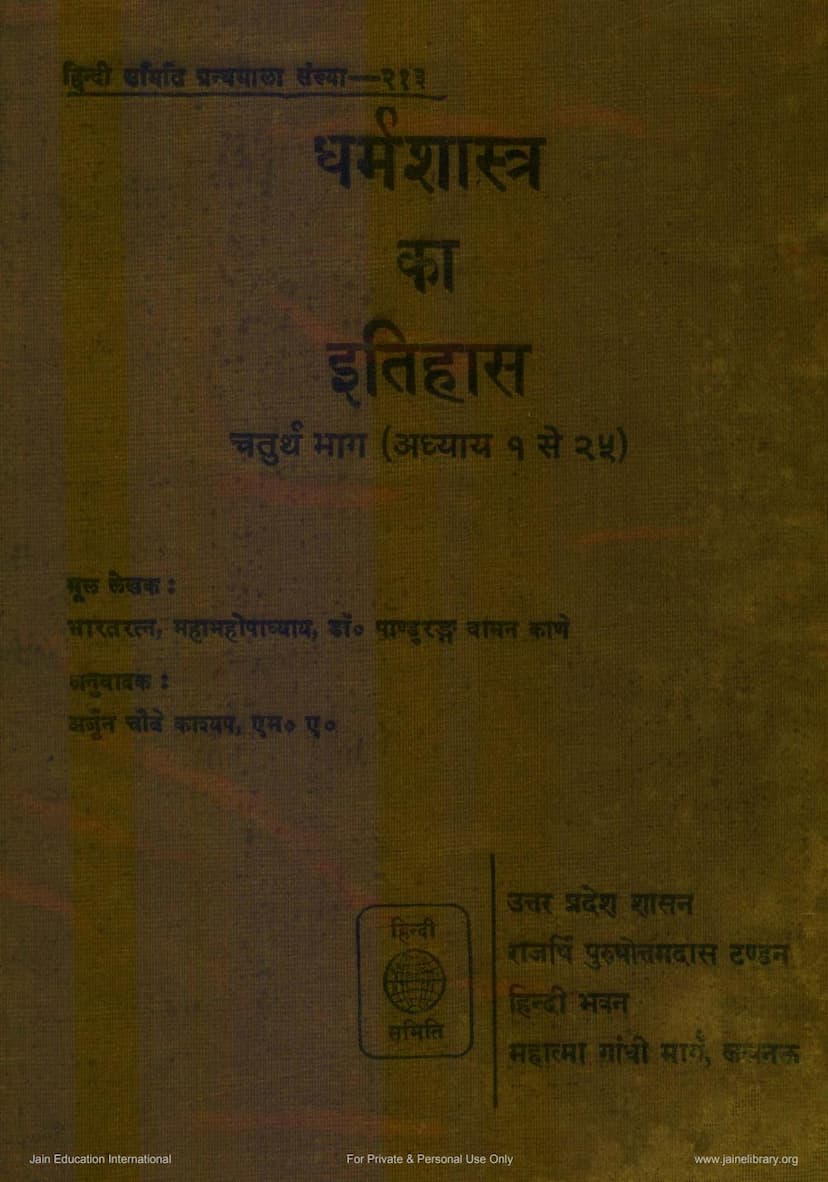 हिन्दी समिति ग्रन्थमाला संख्या—२१३
धर्मशास्त्र
का
इतिहास
चतुर्थ भाग (अध्याय १ से २५)
मूल लेखक :
भारतरत्न, महामहोपाध्याय, डॉ० पाण्डुरङ्ग वामन काणे
अनुवादक :
अर्जुन चौबे काश्यप, एम० ए०
हिन्दी
समिति
उत्तर प्रदेश शासन
राजर्षि पुरुषोत्तमदास टण्डन
हिन्दी भवन
महात्मा गांधी मार्ग, लखनऊ
Jain Education International
For Private & Personal Use Only
www.jainelibrary.org